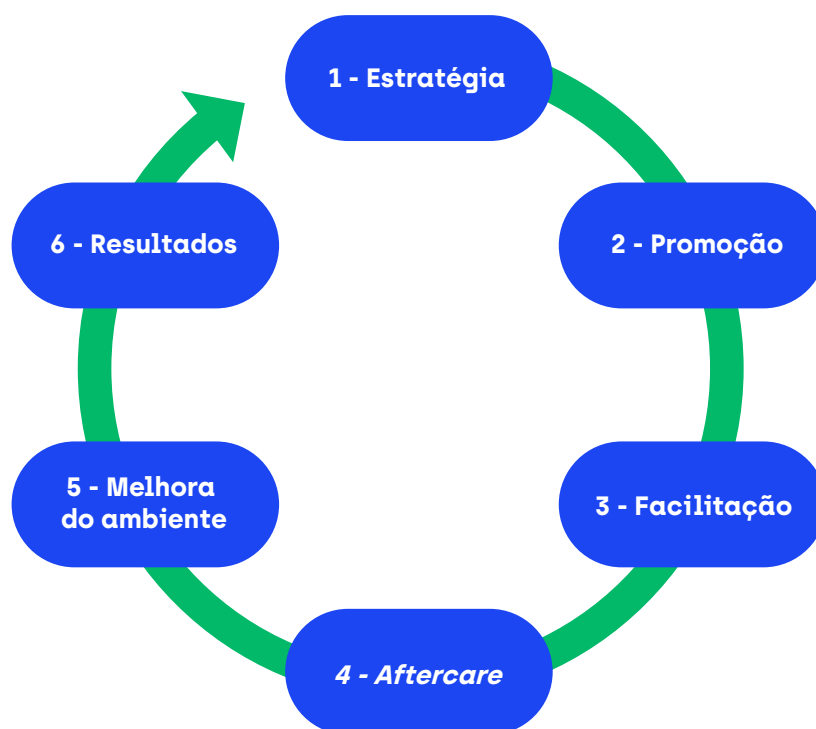 1 - Estratégia
2 - Promoção
3 - Facilitação
4 - Aftercare
5 - Melhora
do ambiente
6 - Resultados